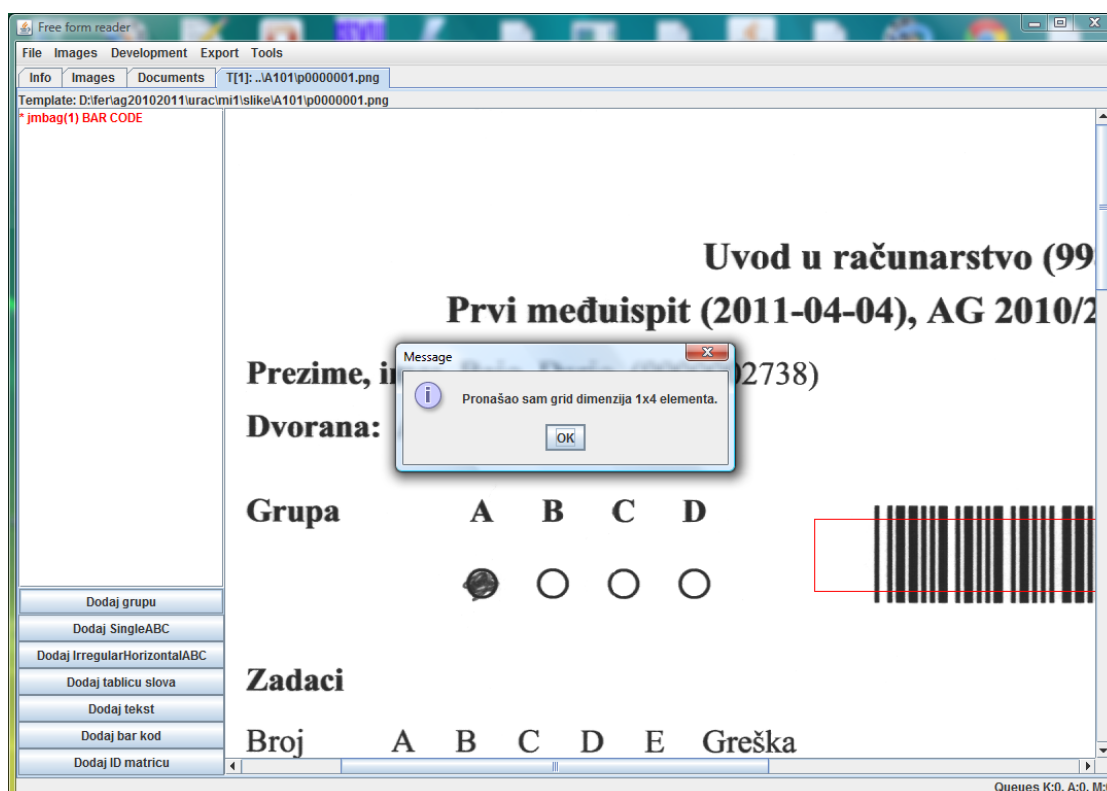 Free form reader
File Images Development Export Tools
Info Images Documents T[1]: ..\A101\p0000001.png
Template: D:\fer\ag20102011\urac\mi1\slike\A101\p0000001.png
* jmbag(1) BAR CODE
Uvod u računarstvo (99
Prvi međuispit (2011-04-04), AG 2010/2
Prezime, i 2738)
Dvorana:
Message
Pronašao sam grid dimenzija 1x4 elementa.
OK
Grupa A B C D
Zadaci
Broj A B C D E Greška
Dodaj grupu
Dodaj SingleABC
Dodaj IrregularHorizontalABC
Dodaj tablicu slova
Dodaj tekst
Dodaj bar kod
Dodaj ID matricu
Queues K:0, A:0, M: